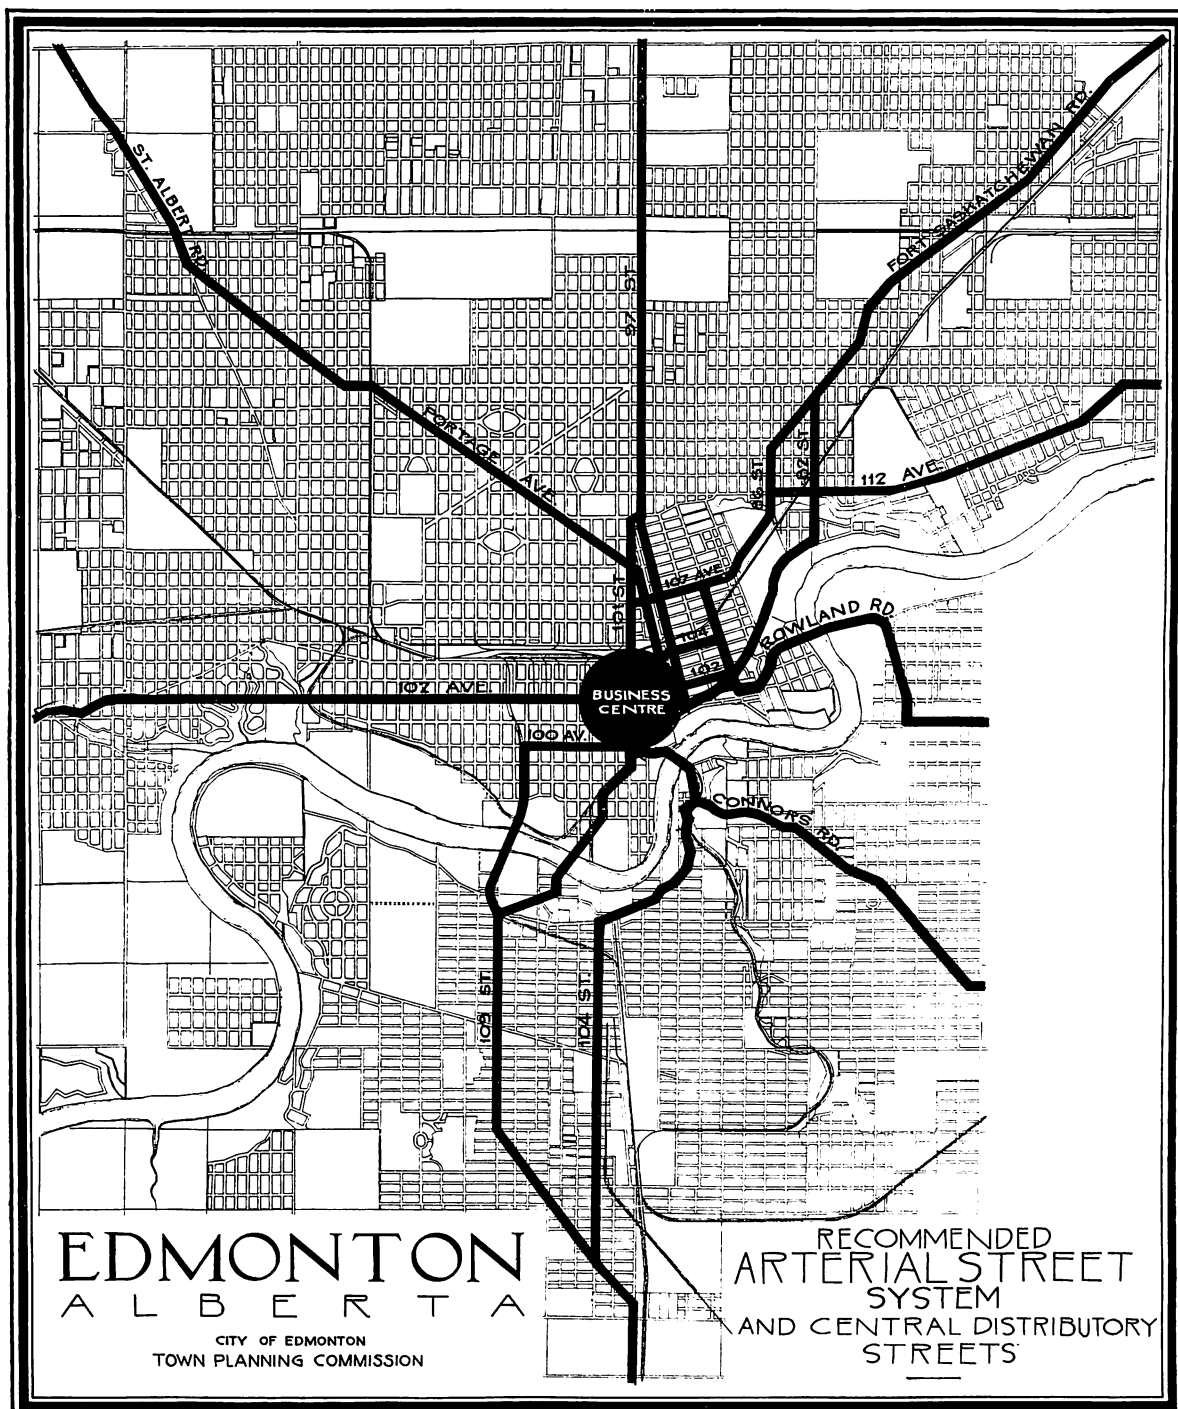 ST. ALBERT RD.
FORT SASKATCHEWAN RD.
97 ST.
FORTAGE AVE.
86 ST.
82 ST.
112 AVE.
101 ST
107 AVE
104
102
ROWLAND RD.
102 AVE.
BUSINESS
CENTRE
100 AV.
CONNORS RD.
109 ST.
104 ST.
EDMONTON
ALBERTA
CITY OF EDMONTON
TOWN PLANNING COMMISSION
RECOMMENDED
ARTERIAL STREET
SYSTEM
AND CENTRAL DISTRIBUTORY
STREETS